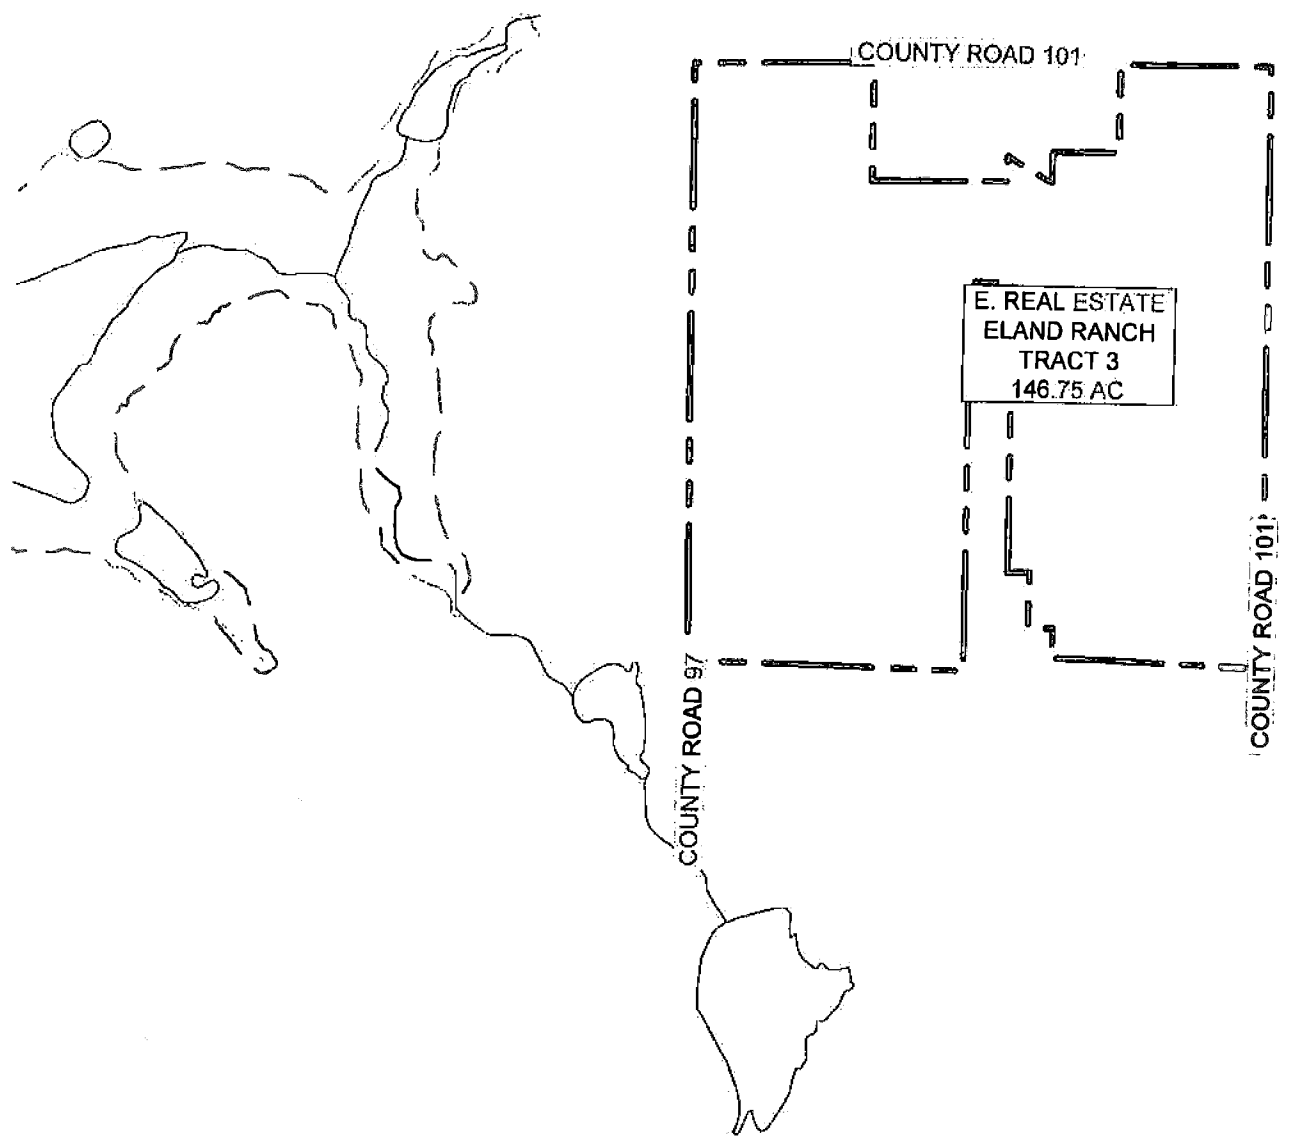 COUNTY ROAD 101
E. REAL ESTATE
ELAND RANCH
TRACT 3
146.75 AC
COUNTY ROAD 101
COUNTY ROAD 97